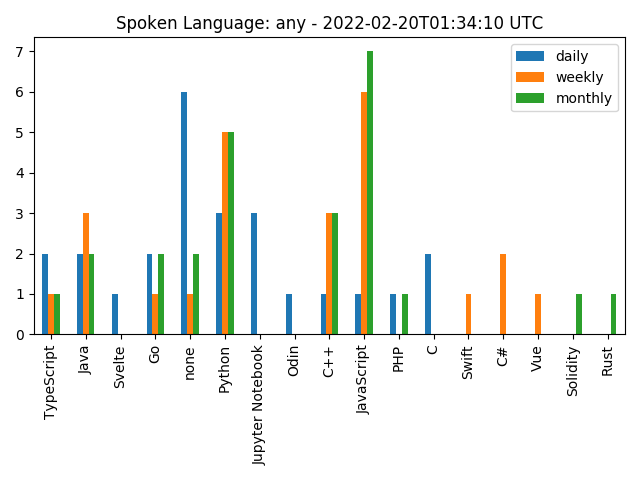 Spoken Language: any - 2022-02-20T01:34:10 UTC
daily
weekly
monthly
7
6
5
4
3
2
1
0
TypeScript
Java
Svelte
Go
none
Python
Jupyter Notebook
Odin
C++
JavaScript
PHP
C
Swift
C#
Vue
Solidity
Rust